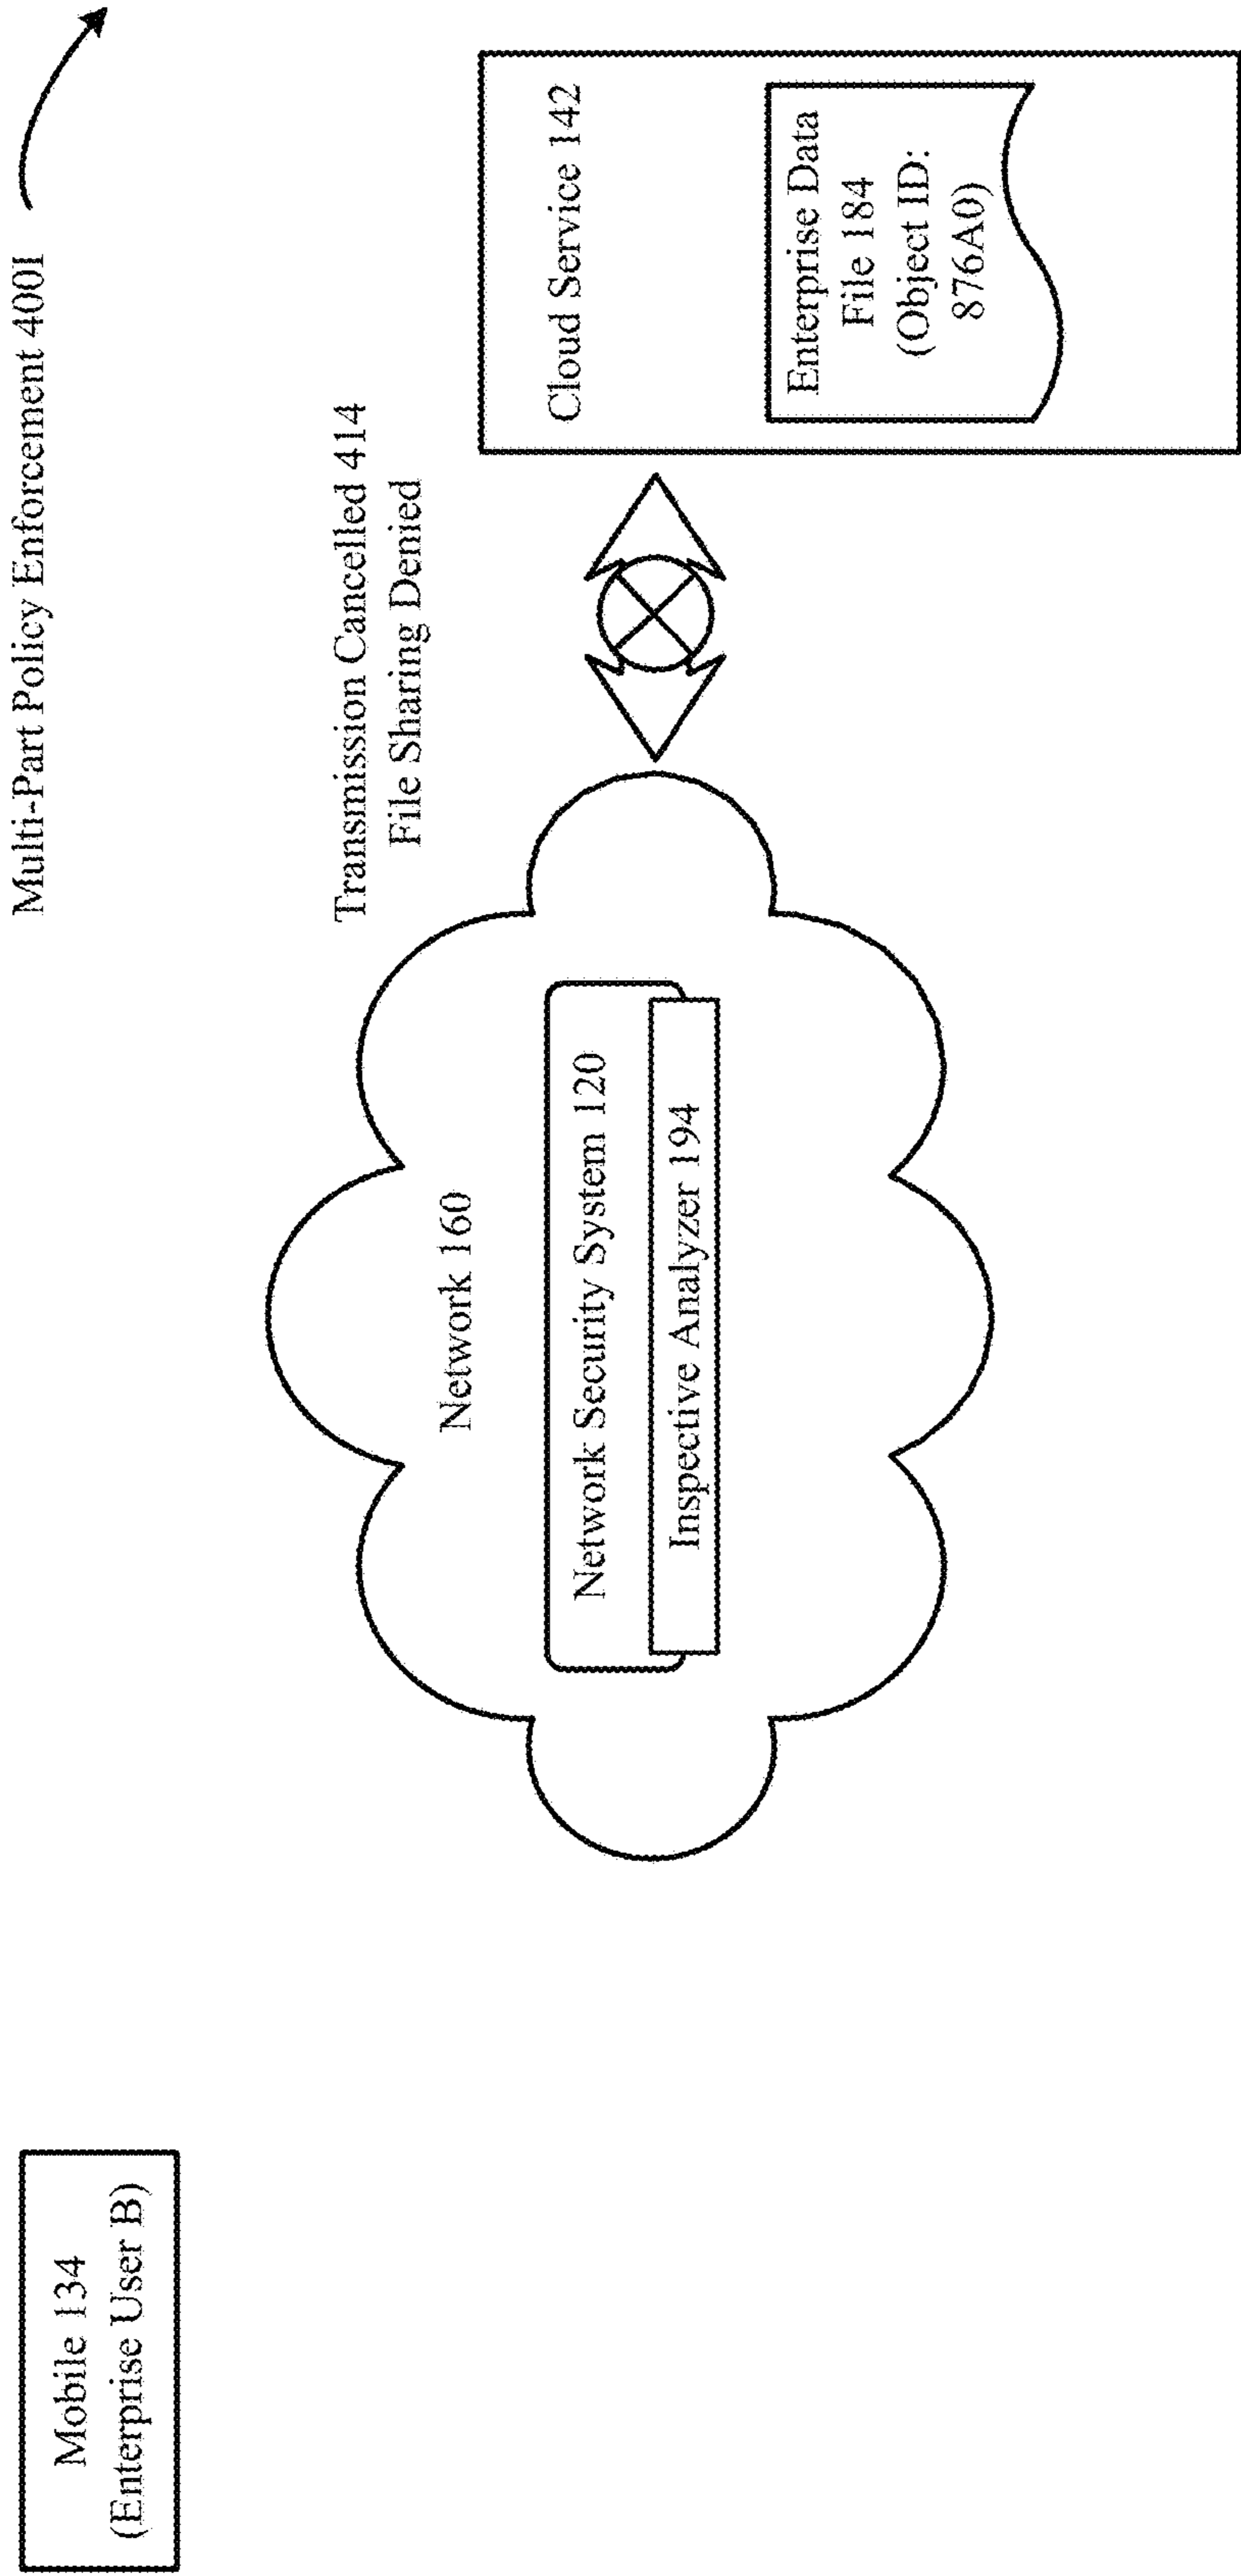 Multi-Part Policy Enforcement 400I
Mobile 134
(Enterprise User B)
Transmission Cancelled 414
File Sharing Denied
Network 160
Network Security System 120
Inspective Analyzer 194
Cloud Service 142
Enterprise Data
File 184
(Object ID:
876A0)